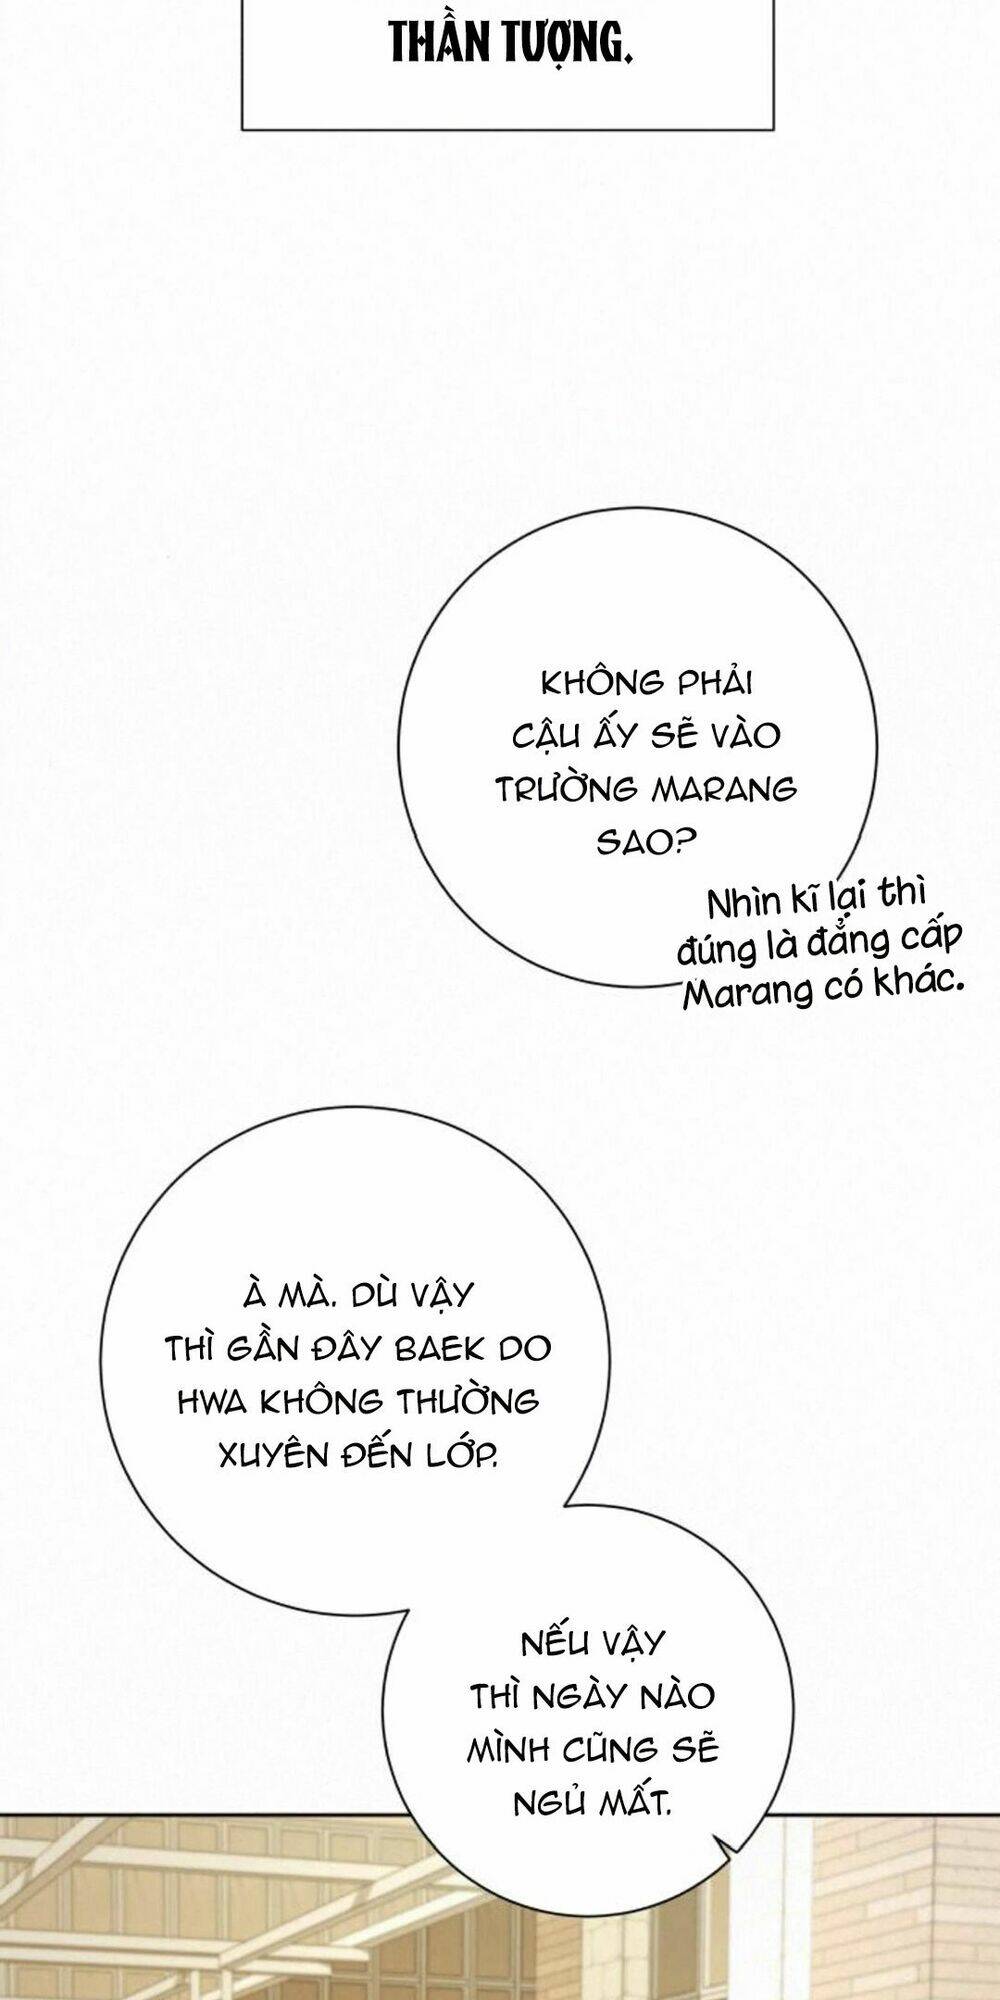 THẦN TƯỢNG.
KHÔNG PHẢI
CẬU ẤY SẼ VÀO
TRƯỜNG MARANG
SAO?
Nhìn kĩ lại thì
đúng là đẳng cấp
Marang có khác.
À MÀ. DÙ VẬY
THÌ GẦN ĐÂY BAEK DO
HWA KHÔNG THƯỜNG
XUYÊN ĐẾN LỚP.
NẾU VẬY
THÌ NGÀY NÀO
MÌNH CŨNG SẼ
NGỦ MẤT.